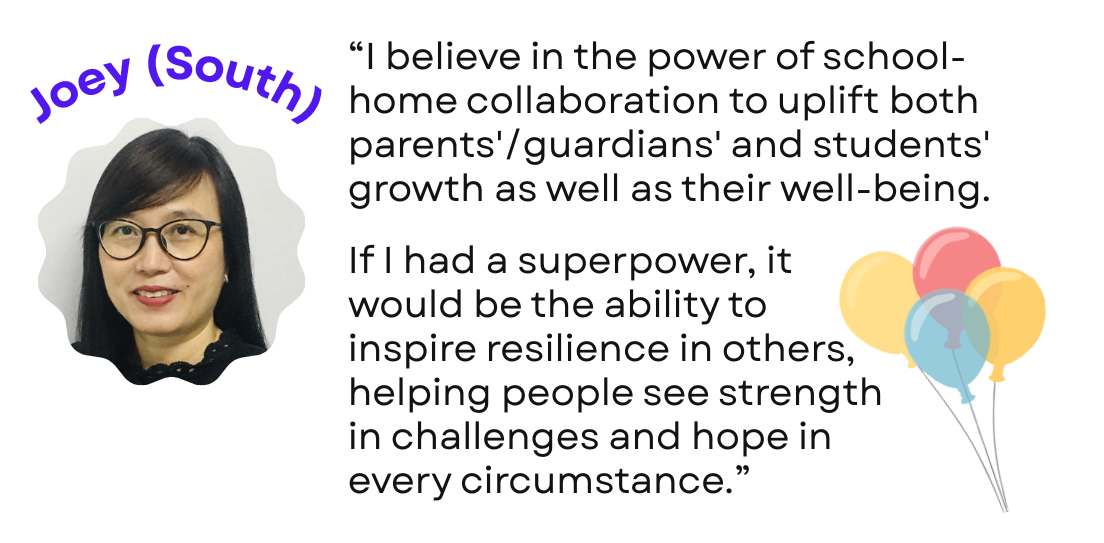 Joey (South)
“I believe in the power of school-
home collaboration to uplift both
parents'/guardians' and students'
growth as well as their well-being.
If I had a superpower, it
would be the ability to
inspire resilience in others,
helping people see strength
in challenges and hope in
every circumstance.”